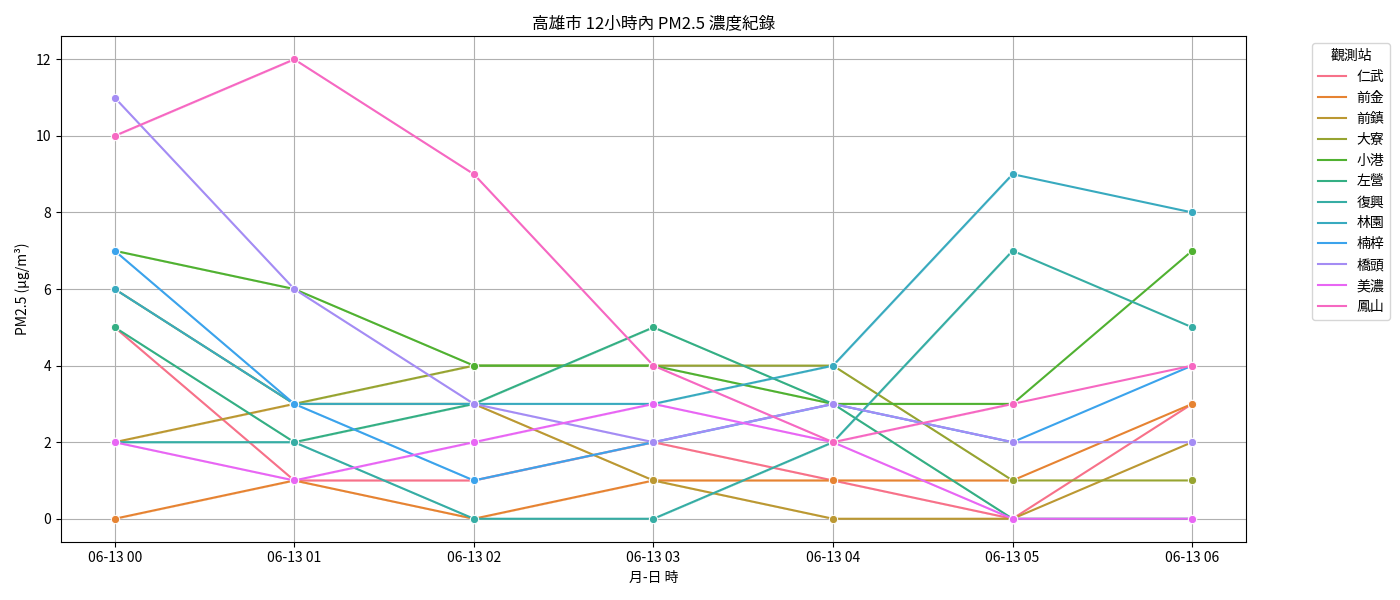 高雄市 12小時內 PM2.5 濃度紀錄
PM2.5 (μg/m³)
12
10
8
6
4
2
0
06-13 00
06-13 01
06-13 02
06-13 03
06-13 04
06-13 05
06-13 06
月-日 時
觀測站
仁武
前金
前鎮
大寮
小港
左營
復興
林園
楠梓
橋頭
美濃
鳳山